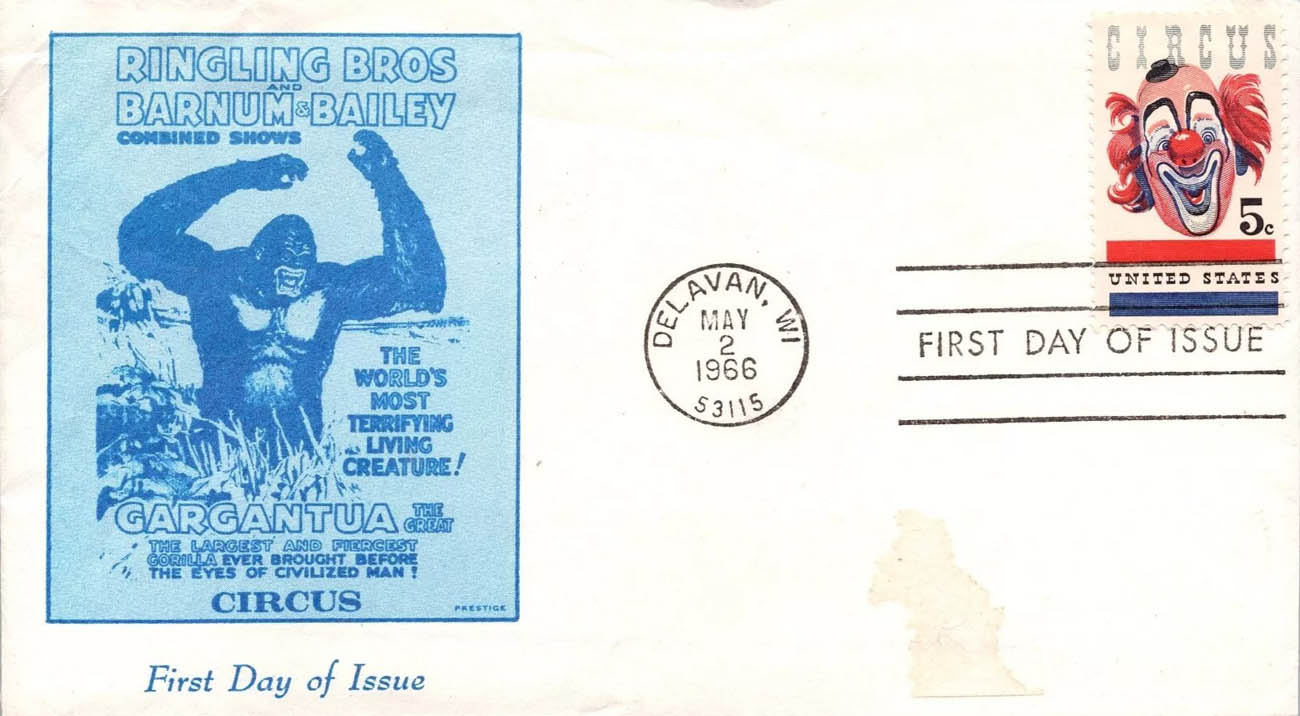 RINGLING BROS
AND
BARNUM & BAILEY
COMBINED SHOWS
THE
WORLD'S
MOST
TERRIFYING
LIVING
CREATURE!
GARGANTUA THE GREAT
THE LARGEST AND FIERCEST
GORILLA EVER BROUGHT BEFORE
THE EYES OF CIVILIZED MAN!
CIRCUS
PRESTIGE
First Day of Issue
DELAVAN, WI
MAY
2
1966
53115
CIRCUS
5c
UNITED STATES
FIRST DAY OF ISSUE